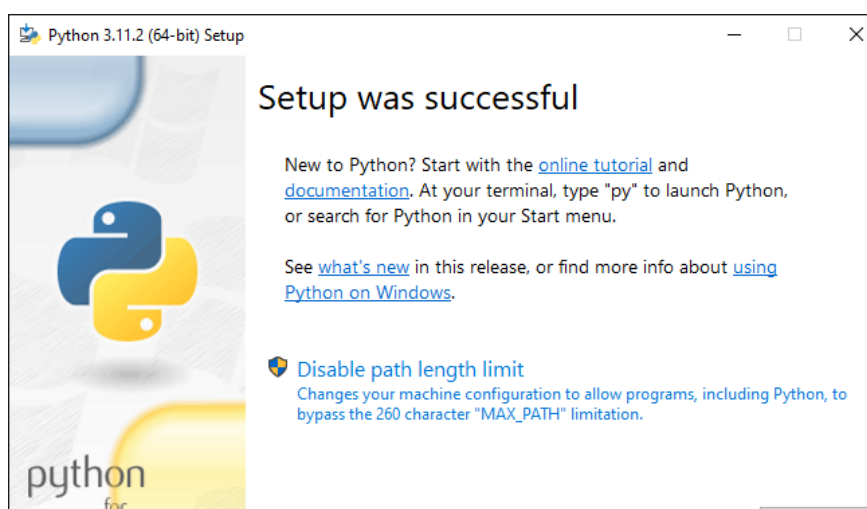 Python 3.11.2 (64-bit) Setup
Setup was successful
New to Python? Start with the online tutorial and
documentation. At your terminal, type "py" to launch Python,
or search for Python in your Start menu.
See what's new in this release, or find more info about using
Python on Windows.
Disable path length limit
Changes your machine configuration to allow programs, including Python, to
bypass the 260 character "MAX_PATH" limitation.
python
for